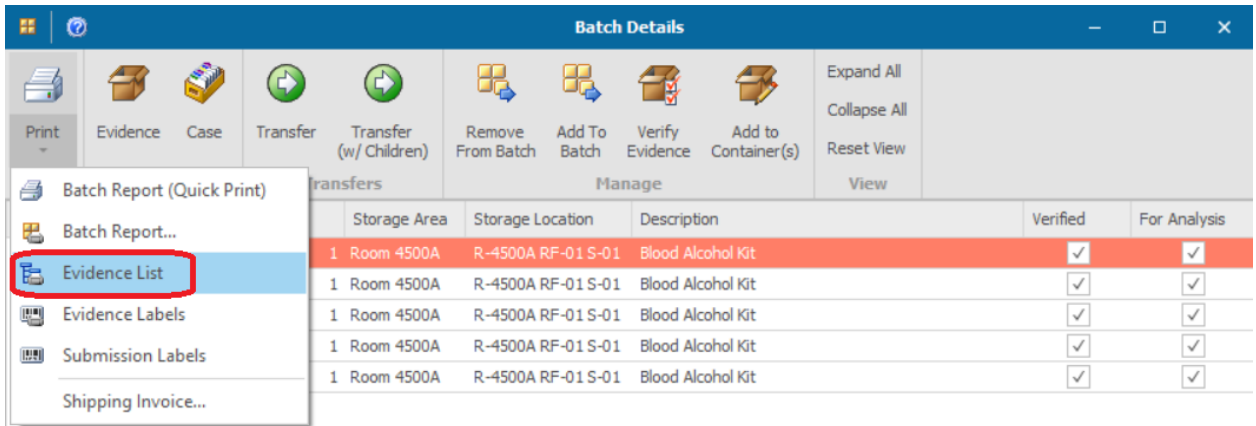 Batch Details
Print Evidence Case Transfer Transfer (w/ Children) Remove From Batch Add To Batch Verify Evidence Add to Container(s)
Expand All
Collapse All
Reset View
ransfers Manage View
Batch Report (Quick Print)
Batch Report...
Evidence List
Evidence Labels
Submission Labels
Shipping Invoice...
Storage Area Storage Location Description Verified For Analysis
1 Room 4500A R-4500A RF-01 S-01 Blood Alcohol Kit
1 Room 4500A R-4500A RF-01 S-01 Blood Alcohol Kit
1 Room 4500A R-4500A RF-01 S-01 Blood Alcohol Kit
1 Room 4500A R-4500A RF-01 S-01 Blood Alcohol Kit
1 Room 4500A R-4500A RF-01 S-01 Blood Alcohol Kit